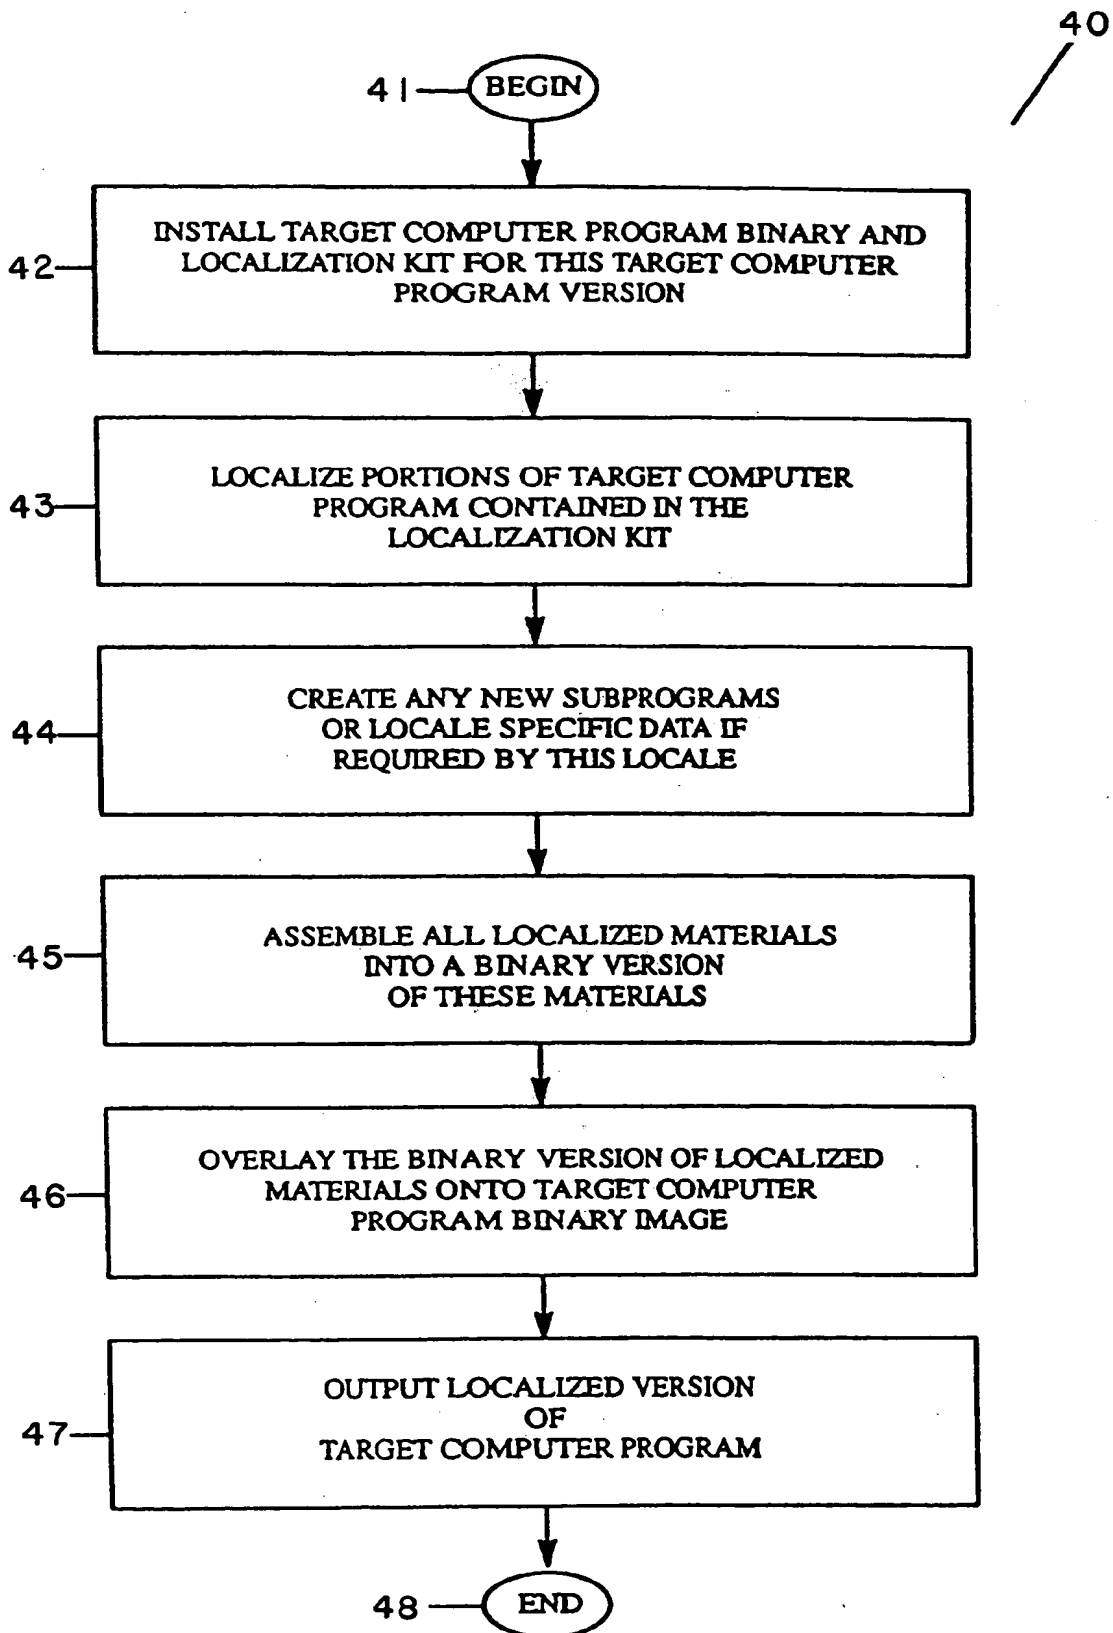 40
41
BEGIN
42
INSTALL TARGET COMPUTER PROGRAM BINARY AND
LOCALIZATION KIT FOR THIS TARGET COMPUTER
PROGRAM VERSION
43
LOCALIZE PORTIONS OF TARGET COMPUTER
PROGRAM CONTAINED IN THE
LOCALIZATION KIT
44
CREATE ANY NEW SUBPROGRAMS
OR LOCALE SPECIFIC DATA IF
REQUIRED BY THIS LOCALE
45
ASSEMBLE ALL LOCALIZED MATERIALS
INTO A BINARY VERSION
OF THESE MATERIALS
46
OVERLAY THE BINARY VERSION OF LOCALIZED
MATERIALS ONTO TARGET COMPUTER
PROGRAM BINARY IMAGE
47
OUTPUT LOCALIZED VERSION
OF
TARGET COMPUTER PROGRAM
48
END